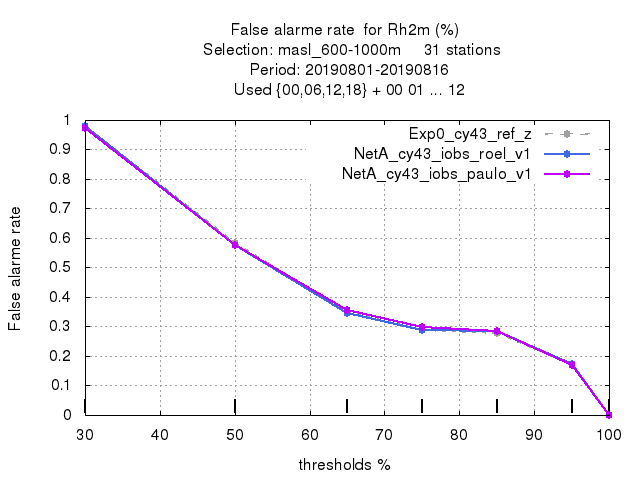 False alarme rate  for Rh2m (%)
Selection: masl_600-1000m     31 stations
Period: 20190801-20190816
Used {00,06,12,18} + 00 01 ... 12
Exp0_cy43_ref_z
NetA_cy43_iobs_roel_v1
NetA_cy43_iobs_paulo_v1
False alarme rate
1
0.9
0.8
0.7
0.6
0.5
0.4
0.3
0.2
0.1
0
30 40 50 60 70 80 90 100
thresholds %